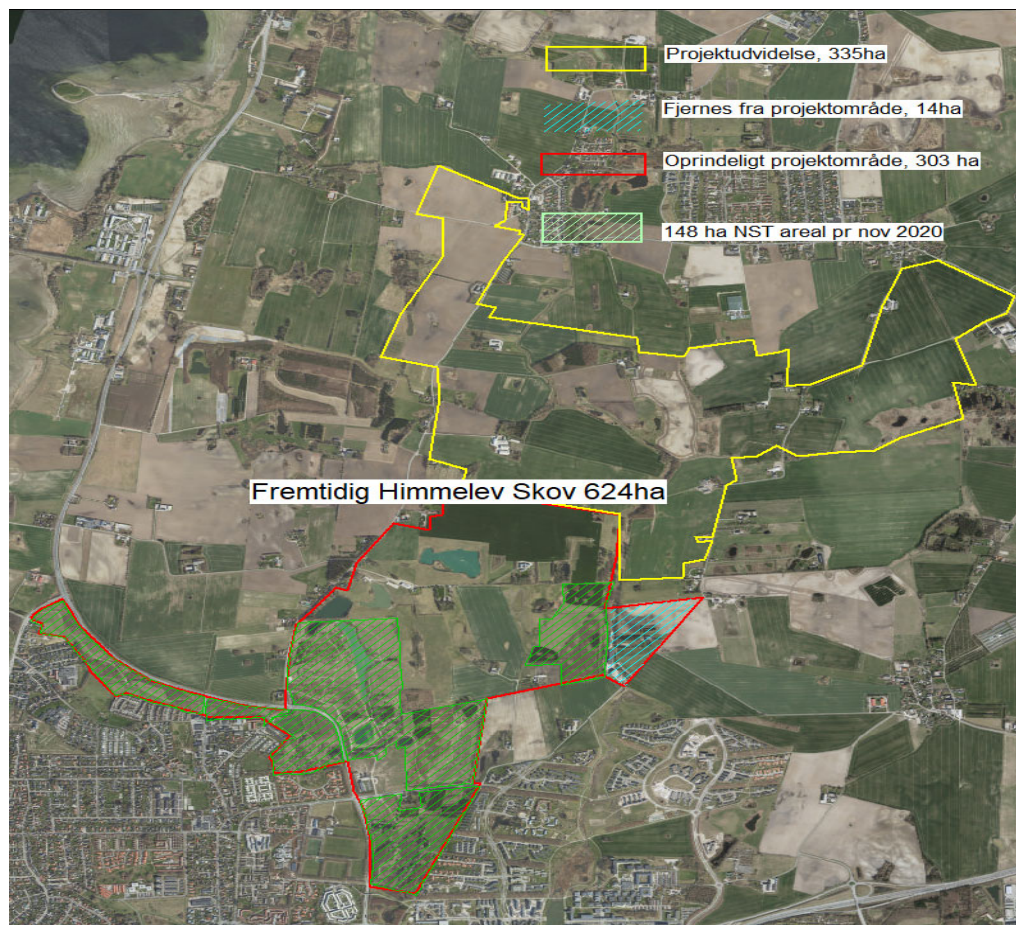 Projektudvidelse, 335ha
Fjernes fra projektområde, 14ha
Oprindeligt projektområde, 303 ha
148 ha NST areal pr nov 2020
Fremtidig Himmelev Skov 624ha